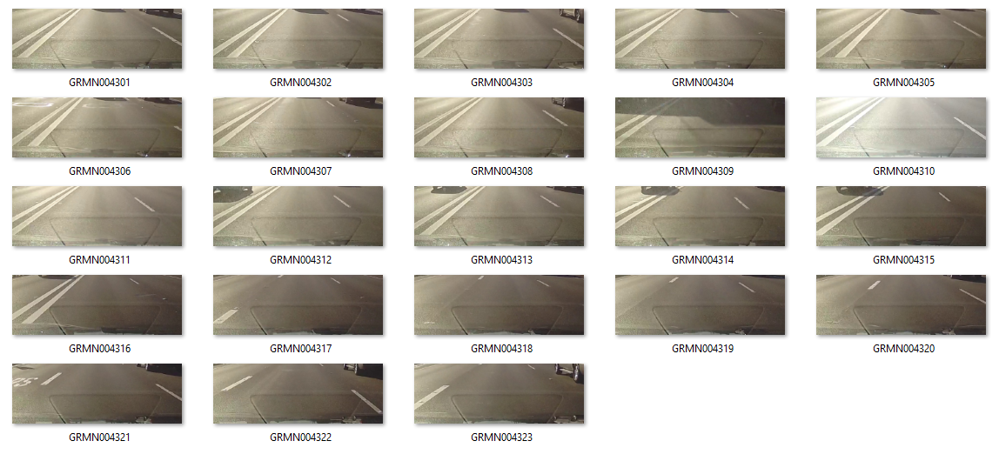 GRMN004301 GRMN004302 GRMN004303 GRMN004304 GRMN004305
GRMN004306 GRMN004307 GRMN004308 GRMN004309 GRMN004310
GRMN004311 GRMN004312 GRMN004313 GRMN004314 GRMN004315
GRMN004316 GRMN004317 GRMN004318 GRMN004319 GRMN004320
GRMN004321 GRMN004322 GRMN004323